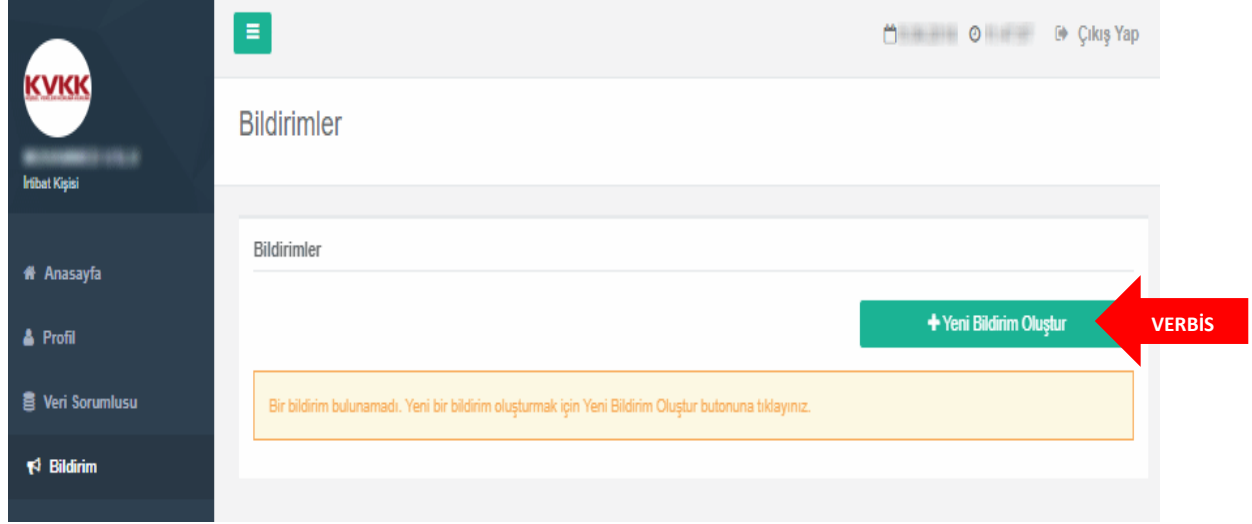 Çıkış Yap
KVKK
İrtibat Kişisi
Bildirimler
Bildirimler
Anasayfa
Yeni Bildirim Oluştur
VERBİS
Profil
Veri Sorumlusu
Bir bildirim bulunamadı. Yeni bir bildirim oluşturmak için Yeni Bildirim Oluştur butonuna tıklayınız.
Bildirim